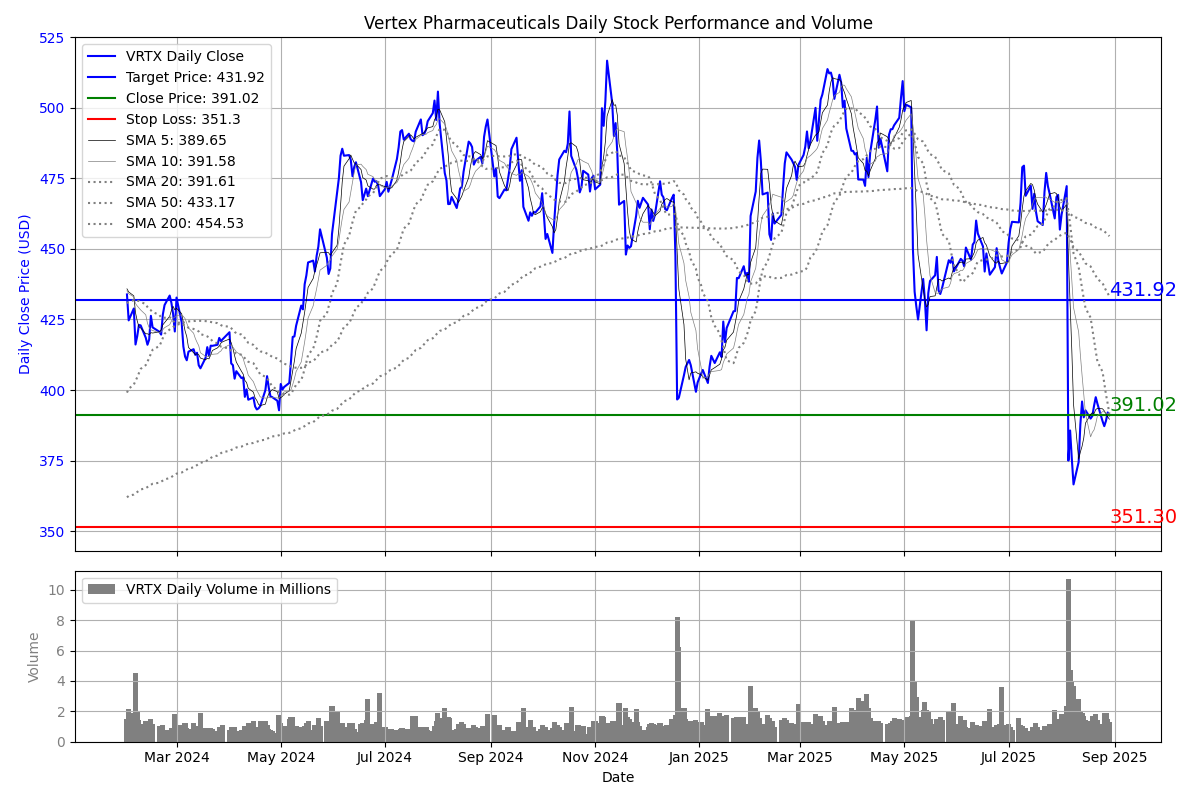 Vertex Pharmaceuticals Daily Stock Performance and Volume
525
500
475
450
425
400
375
350
Daily Close Price (USD)
VRTX Daily Close
Target Price: 431.92
Close Price: 391.02
Stop Loss: 351.3
SMA 5: 389.65
SMA 10: 391.58
SMA 20: 391.61
SMA 50: 433.17
SMA 200: 454.53
431.92
391.02
351.30
VRTX Daily Volume in Millions
10
8
6
4
2
0
Volume
Mar 2024
May 2024
Jul 2024
Sep 2024
Nov 2024
Jan 2025
Mar 2025
May 2025
Jul 2025
Sep 2025
Date